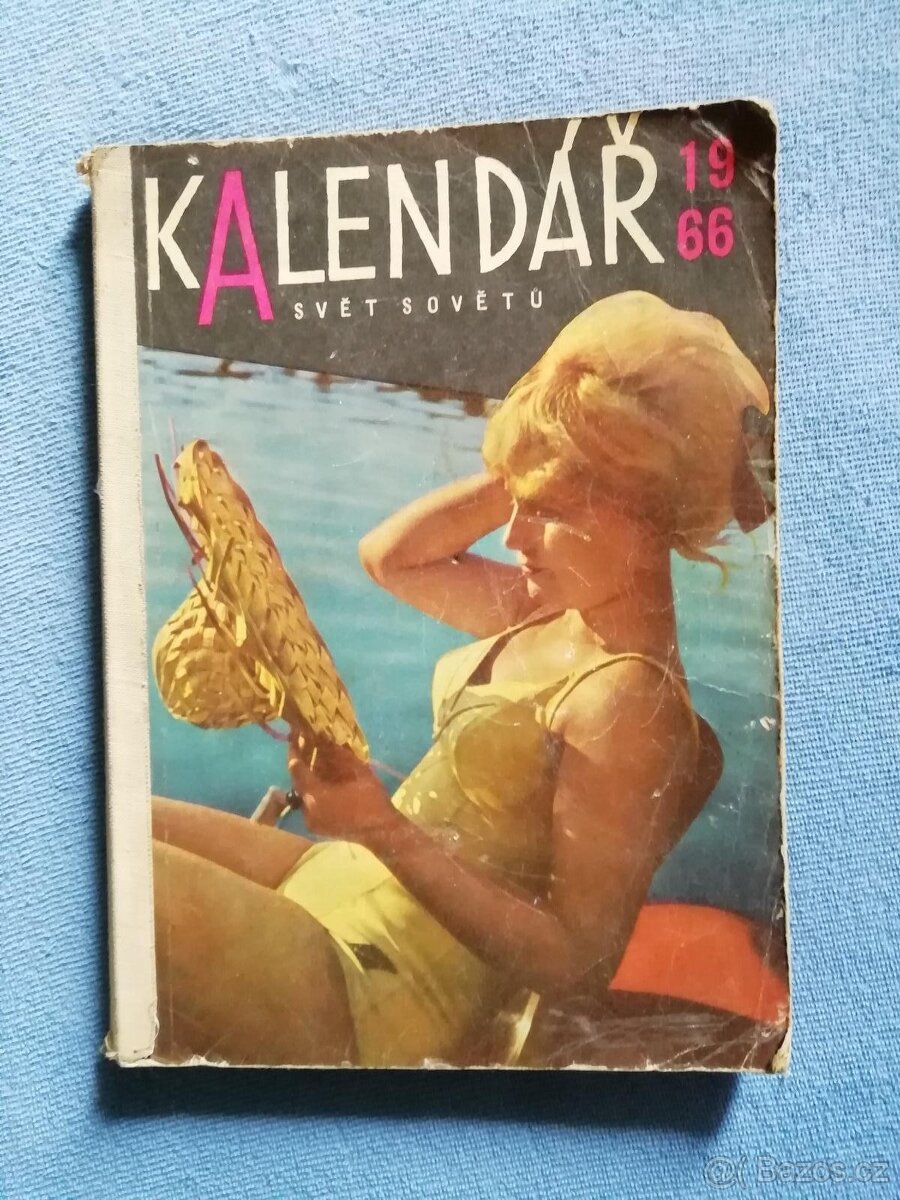 KALENDÁŘ
19
66
SVĚT SOVĚTŮ
Bazos.cz